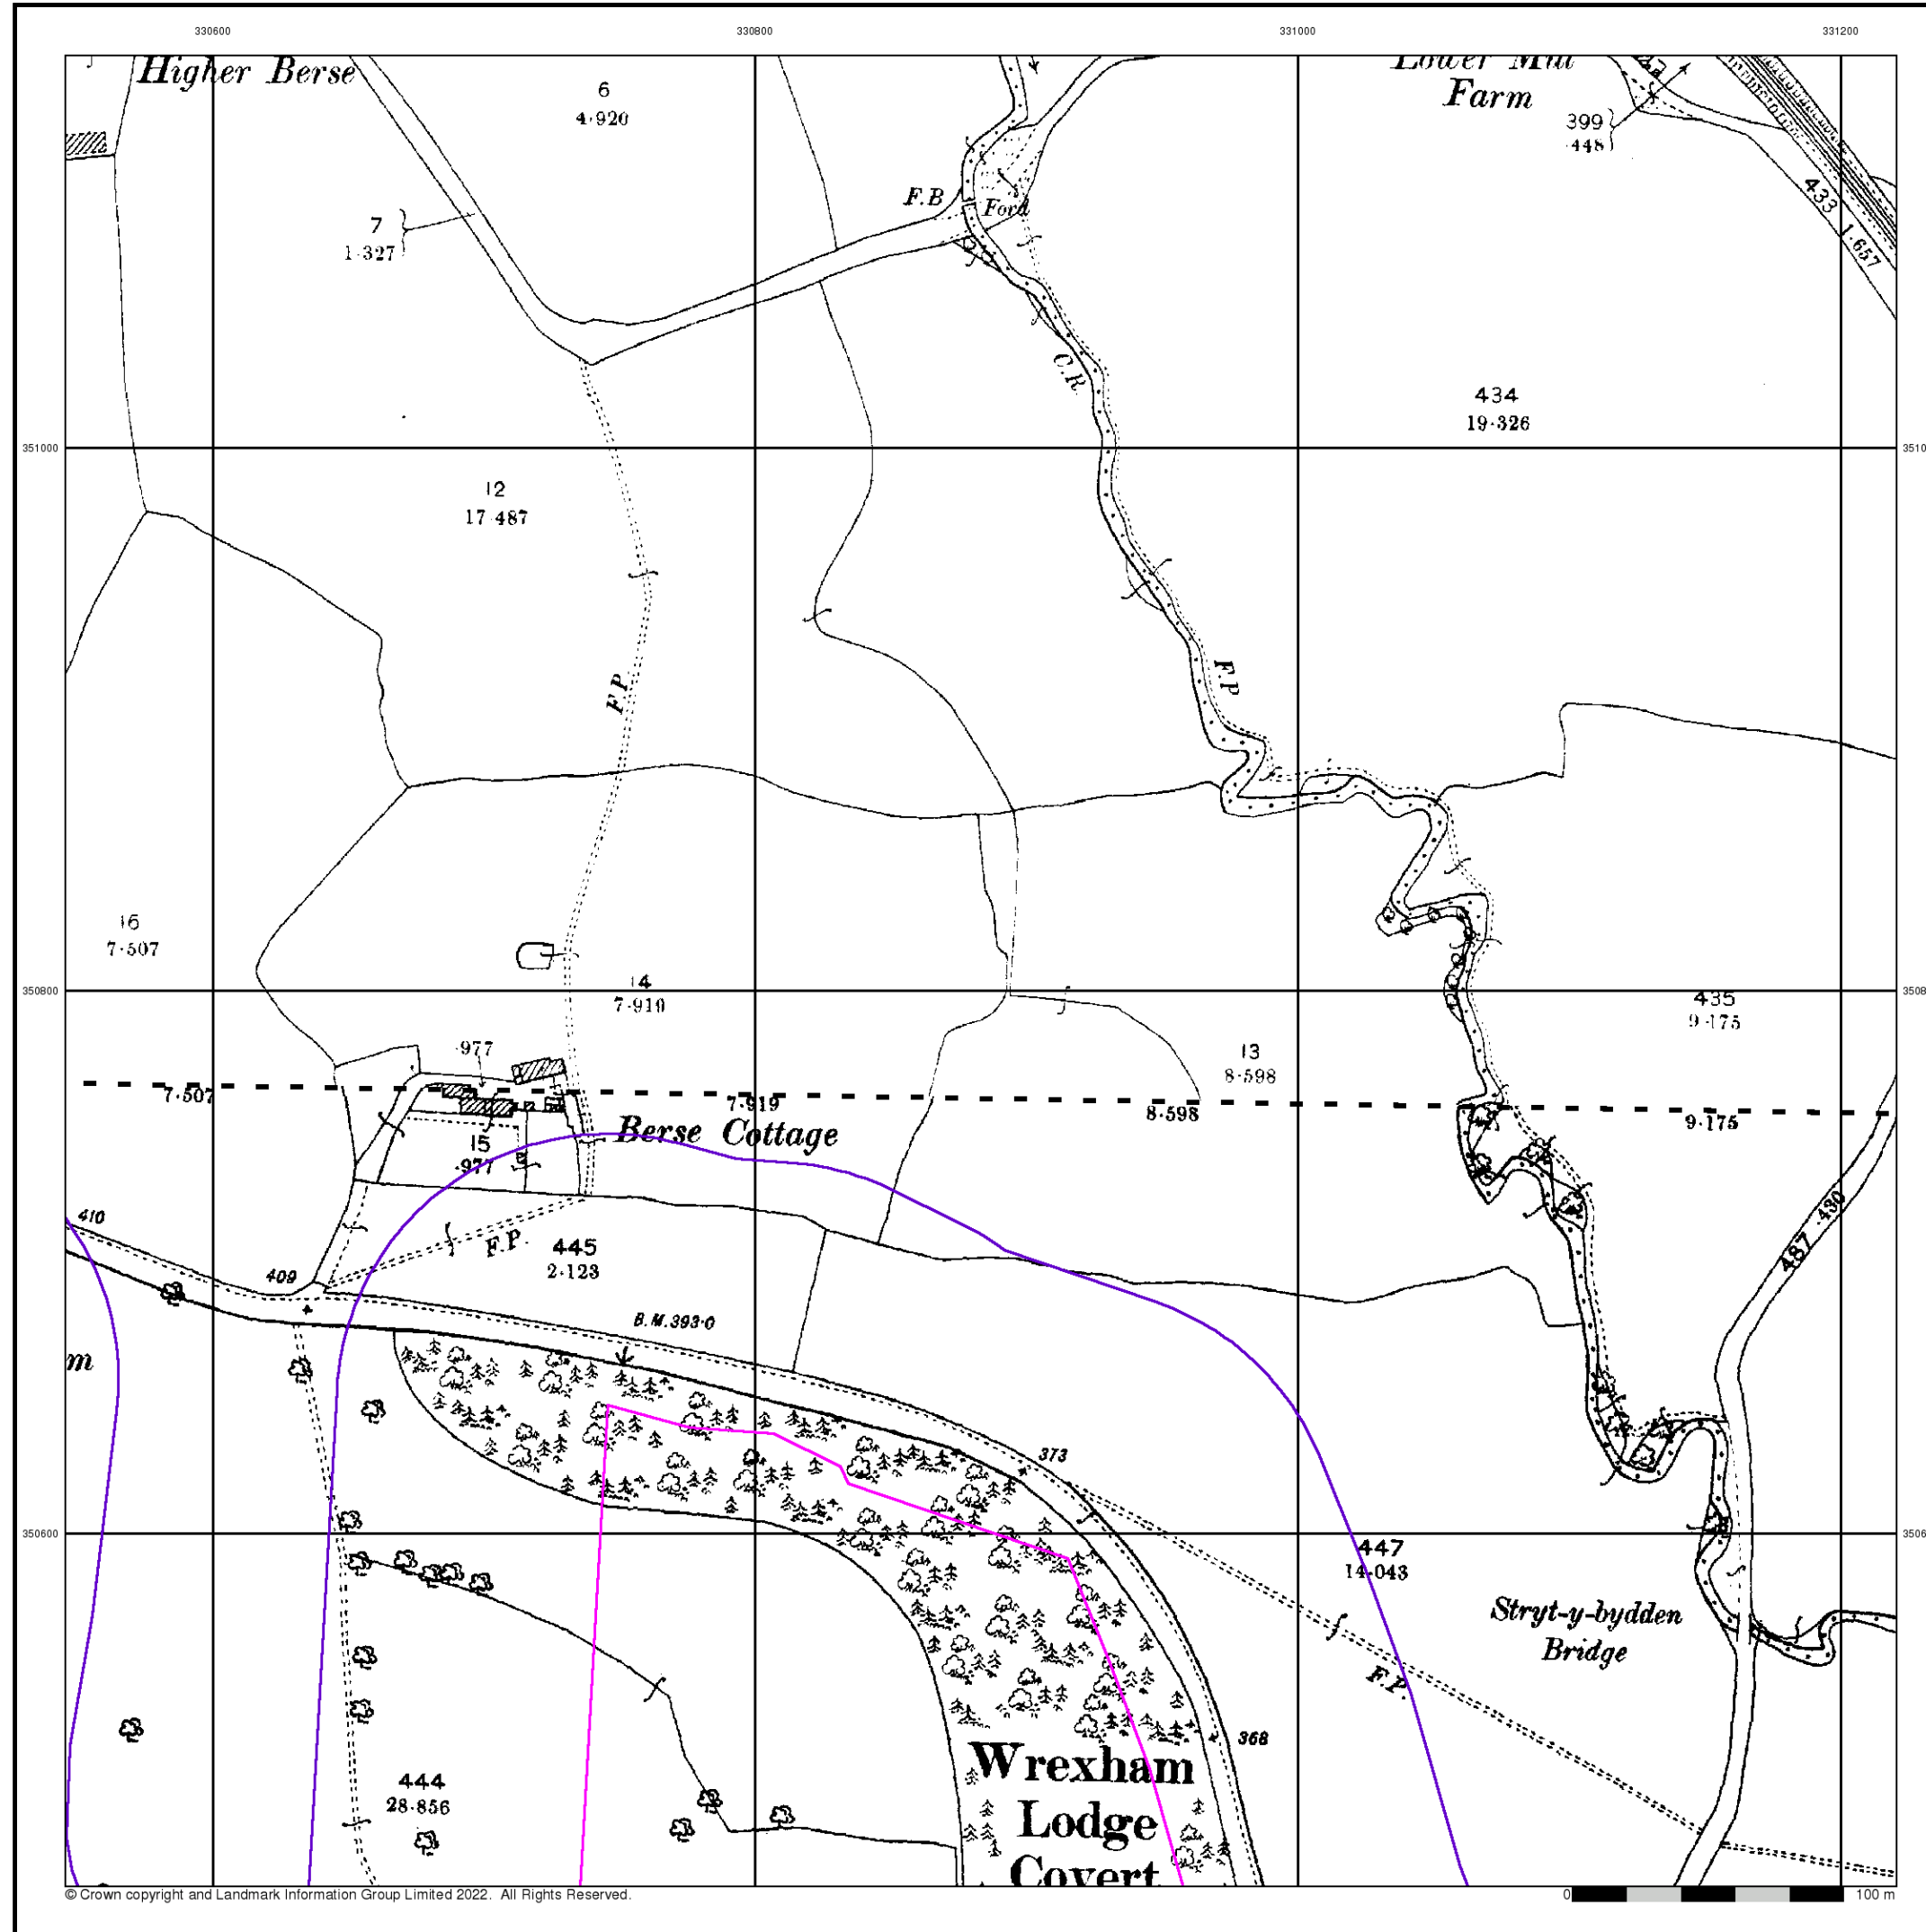 330600 330800 331000 331200
Higher Berse
Lower Mill
Farm
6
4·920
399
·448
7
1·327
F.B
Ford
433
1·657
C.R.
434
19·326
351000
12
17·487
F.P.
F.P.
16
7·507
14
7·919
350800
435
9·175
13
8·598
·977
7·507
7·919
8·598
9·175
Berse Cottage
15
·977
410
F.P.
445
2·123
409
487 ·430
B.M.393·0
m
373
350600
447
14·043
Stryt-y-bydden
Bridge
F.P.
368
Wrexham
Lodge
Covert
444
28·856
© Crown copyright and Landmark Information Group Limited 2022. All Rights Reserved.
0 100 m